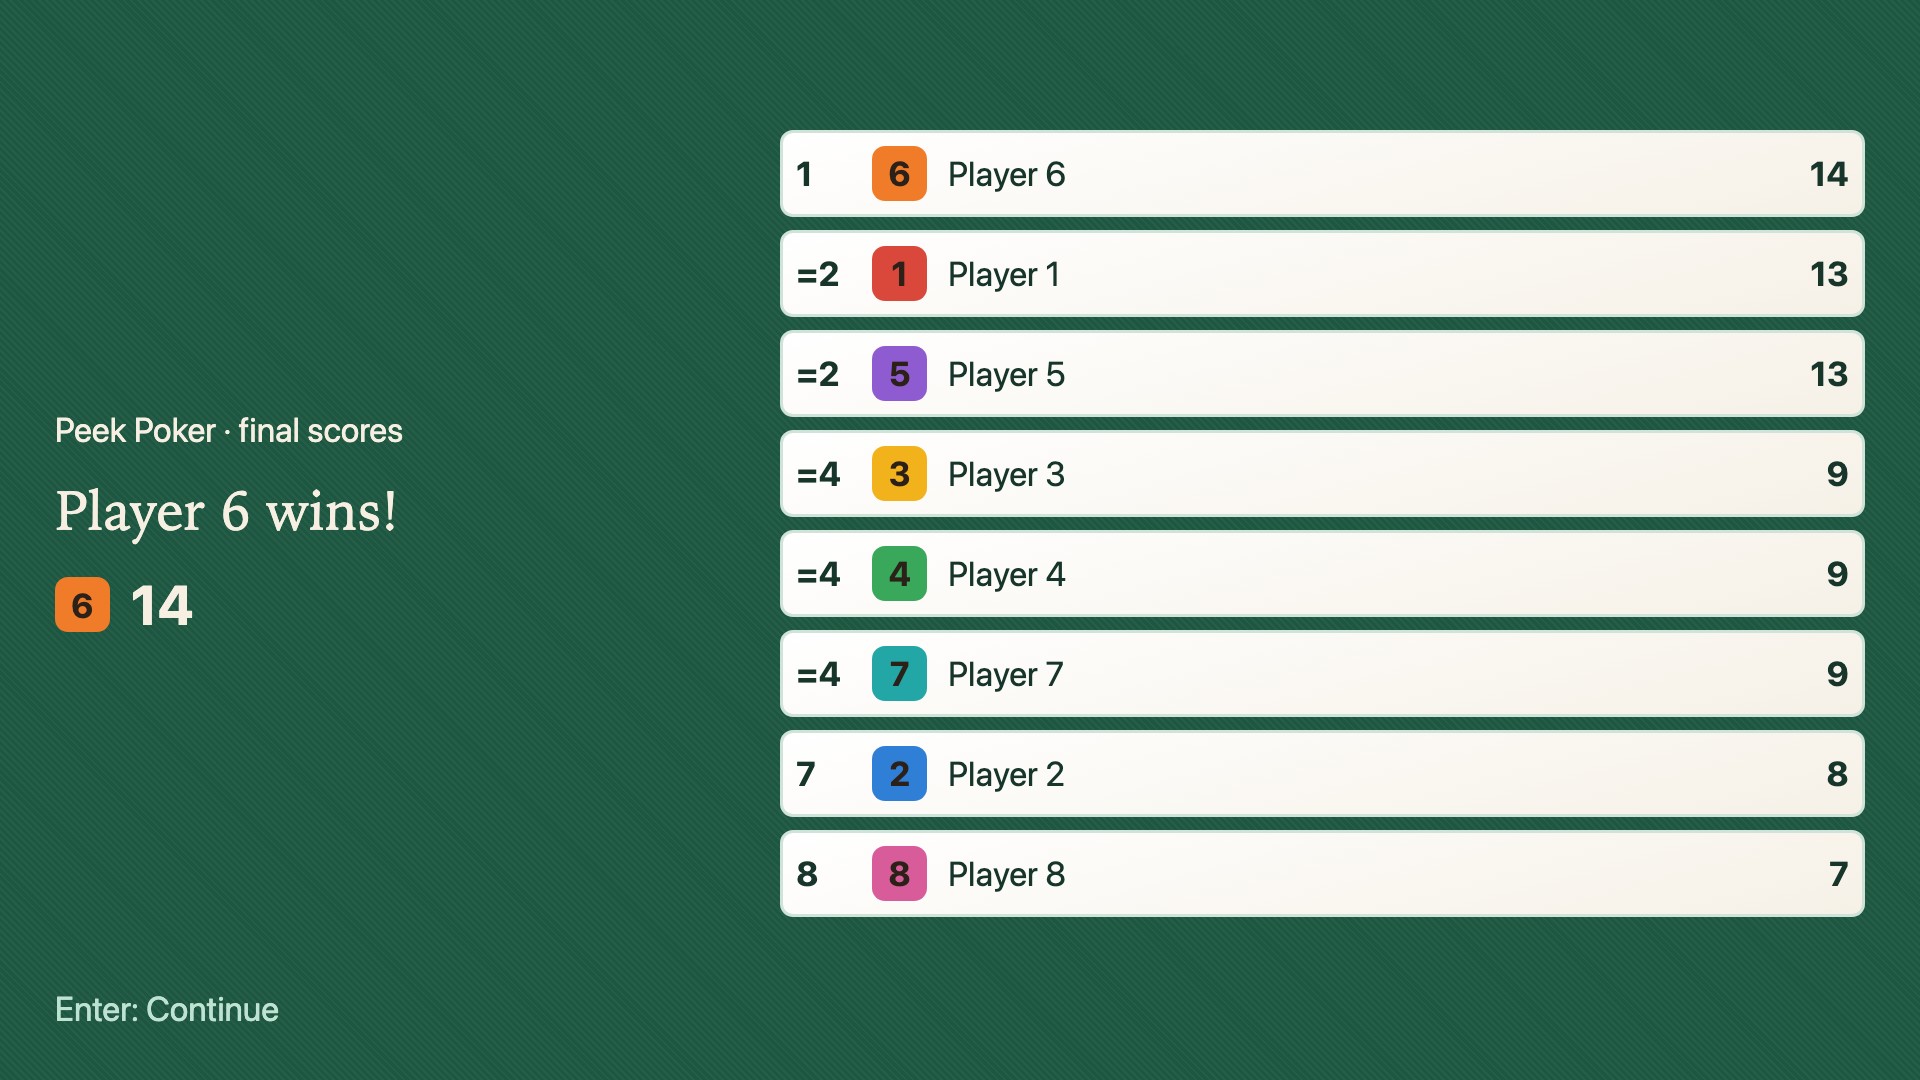 Peek Poker · final scores
Player 6 wins!
6 14
1 6 Player 6 14
=2 1 Player 1 13
=2 5 Player 5 13
=4 3 Player 3 9
=4 4 Player 4 9
=4 7 Player 7 9
7 2 Player 2 8
8 8 Player 8 7
Enter: Continue